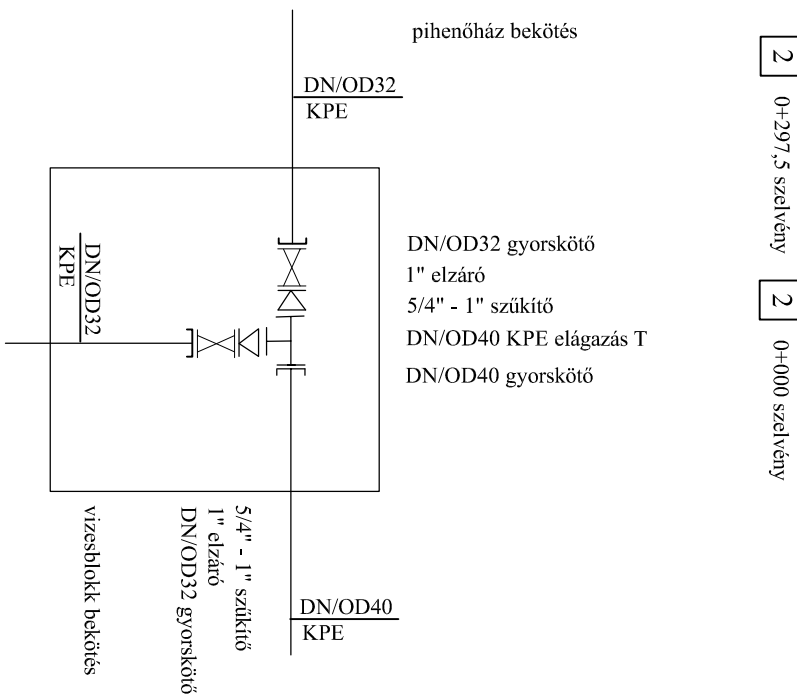 pihenőház bekötés
DN/OD32
KPE
DN/OD32 gyorskötő
1" elzáró
5/4" - 1" szűkítő
DN/OD40 KPE elágazás T
DN/OD40 gyorskötő
DN/OD32
KPE
5/4" - 1" szűkítő
1" elzáró
DN/OD32 gyorskötő
vizesblokk bekötés
DN/OD40
KPE
2 0+297,5 szelvény
2 0+000 szelvény